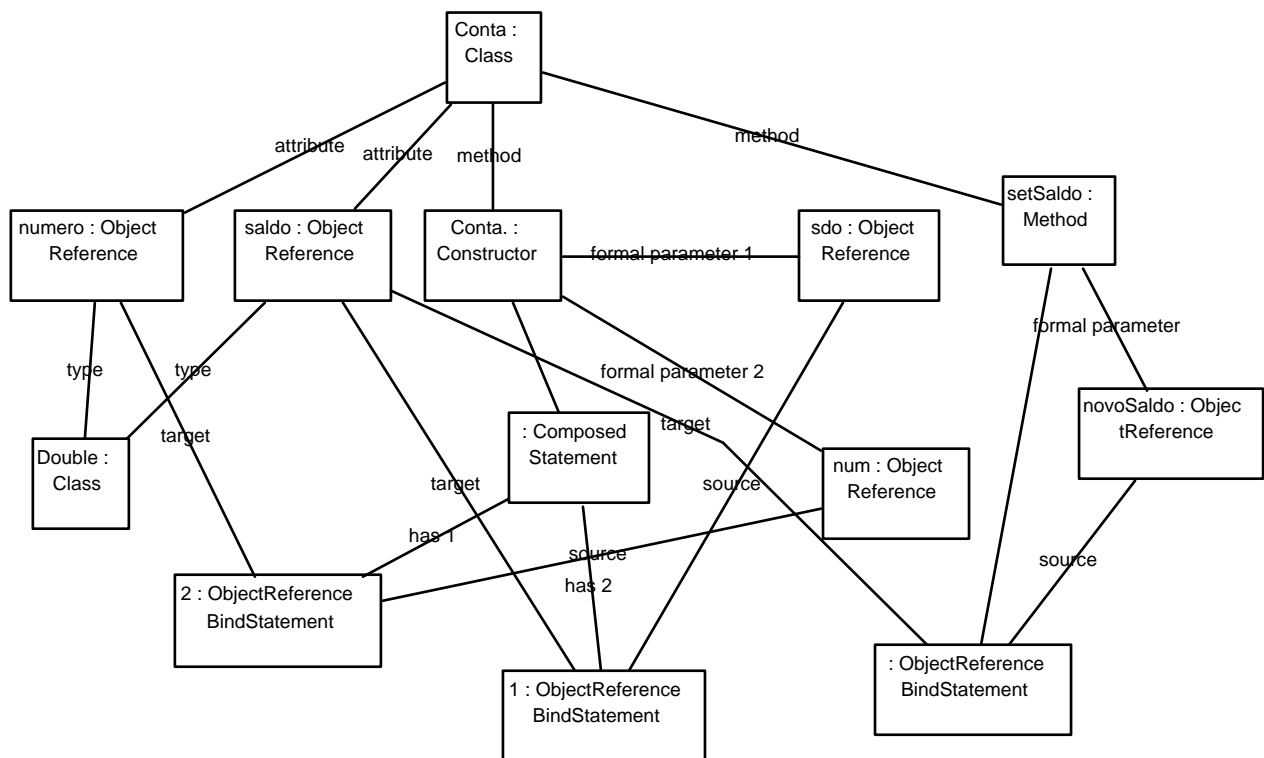 Conta :
Class
attribute
attribute
method
method
numero : Object
Reference
saldo : Object
Reference
Conta. :
Constructor
formal parameter 1
sdo : Object
Reference
setSaldo :
Method
formal parameter
type
type
formal parameter 2
novoSaldo : Objec
tReference
target
target
Double :
Class
target
: Composed
Statement
source
num : Object
Reference
has 1
source
has 2
source
2 : ObjectReference
BindStatement
1 : ObjectReference
BindStatement
: ObjectReference
BindStatement